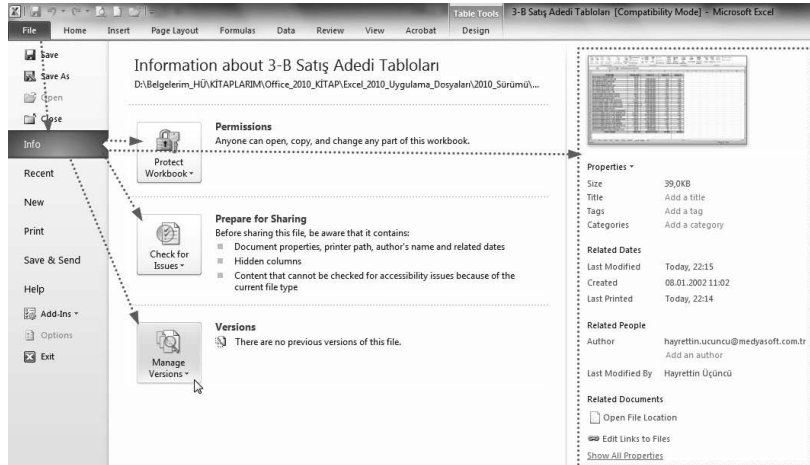 Table Tools
3-B Satış Adedi Tabloları [Compatibility Mode] - Microsoft Excel
File Home Insert Page Layout Formulas Data Review View Acrobat Design
Save
Save As
Open
Close
Info
Recent
New
Print
Save & Send
Help
Add-Ins
Options
Exit
Information about 3-B Satış Adedi Tabloları
D:\Belgelerim_HÜ\KİTAPLARIM\Office_2010_KİTAP\Excel_2010_Uygulama_Dosyaları\2010_Sürümü\...
Protect
Workbook
Permissions
Anyone can open, copy, and change any part of this workbook.
Check for
Issues
Prepare for Sharing
Before sharing this file, be aware that it contains:
Document properties, printer path, author's name and related dates
Hidden columns
Content that cannot be checked for accessibility issues because of the
current file type
Manage
Versions
Versions
There are no previous versions of this file.
Properties
Size 39,0KB
Title Add a title
Tags Add a tag
Categories Add a category
Related Dates
Last Modified Today, 22:15
Created 08.01.2002 11:02
Last Printed Today, 22:14
Related People
Author hayrettin.ucuncu@medyasoft.com.tr
Add an author
Last Modified By Hayrettin Üçüncü
Related Documents
Open File Location
Edit Links to Files
Show All Properties